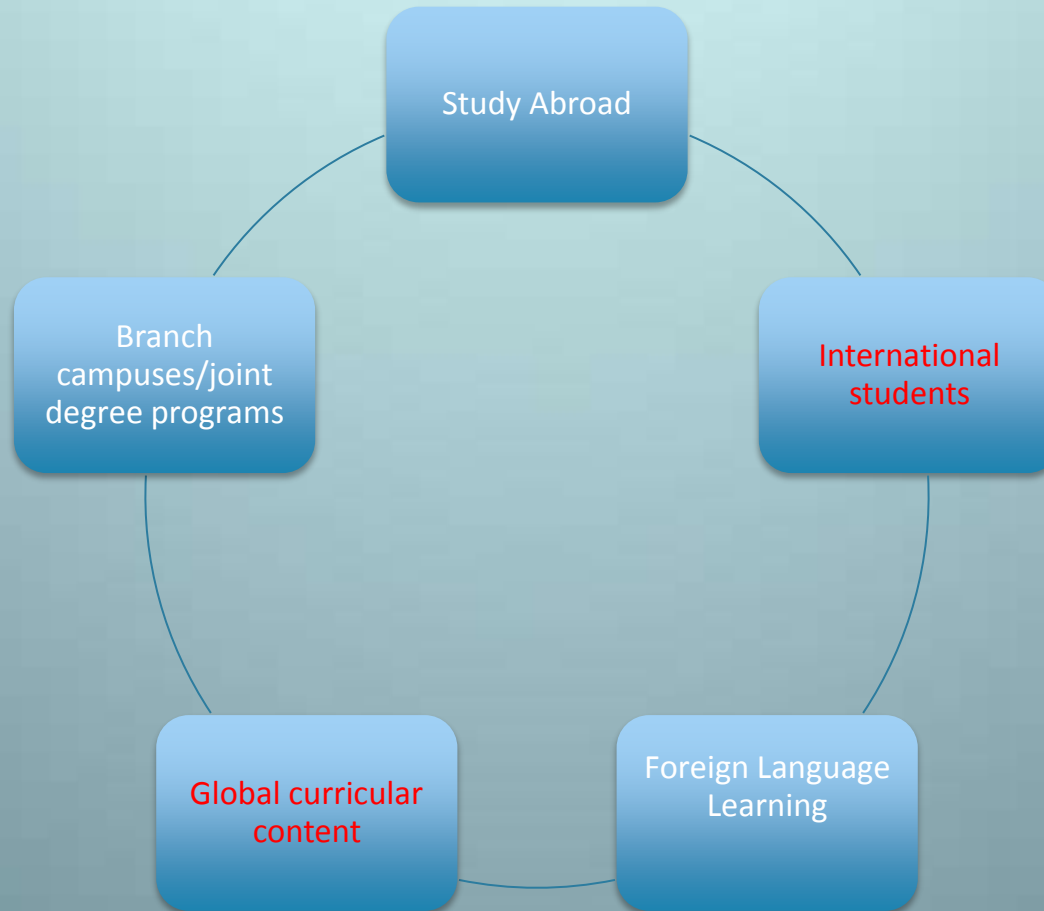 Study Abroad
International
students
Foreign Language
Learning
Global curricular
content
Branch
campuses/joint
degree programs